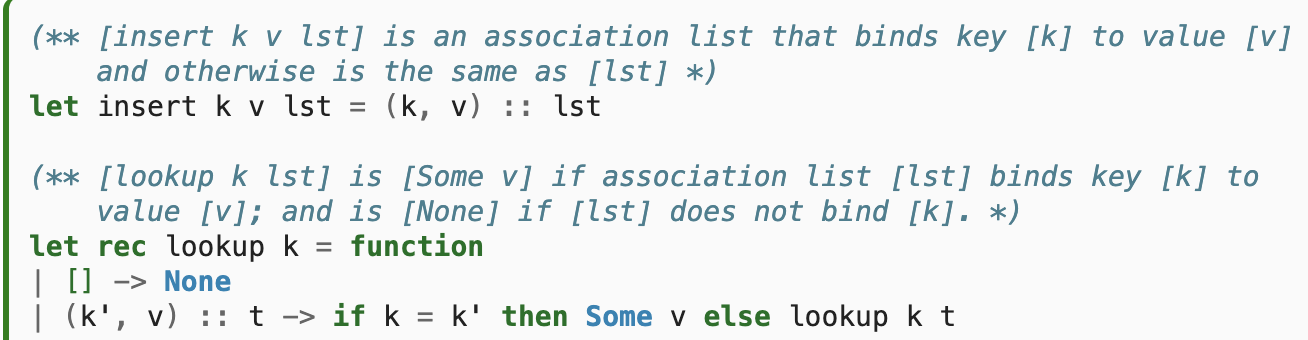 (** [insert k v lst] is an association list that binds key [k] to value [v]
    and otherwise is the same as [lst] *)
let insert k v lst = (k, v) :: lst

(** [lookup k lst] is [Some v] if association list [lst] binds key [k] to
    value [v]; and is [None] if [lst] does not bind [k]. *)
let rec lookup k = function
| [] -> None
| (k', v) :: t -> if k = k' then Some v else lookup k t